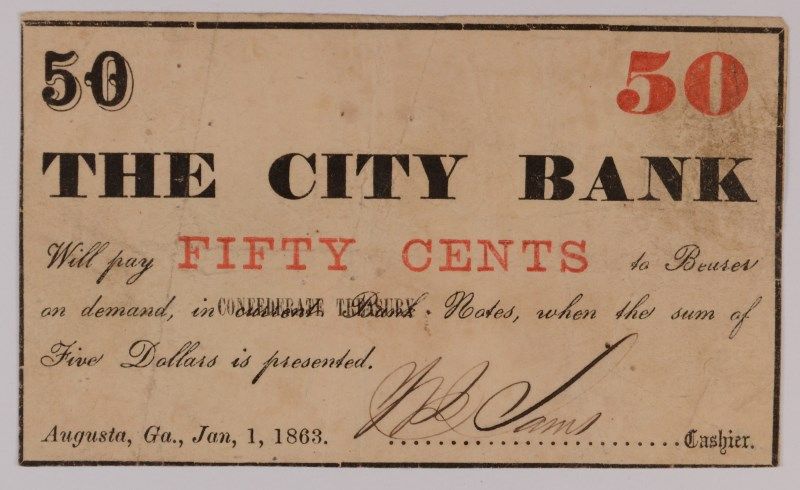 50 50
THE CITY BANK
Will pay FIFTY CENTS to Bearer
on demand, in CONFEDERATE TREASURY current Bank Notes, when the sum of
Five Dollars is presented.
Augusta, Ga., Jan, 1, 1863. Sams Cashier.